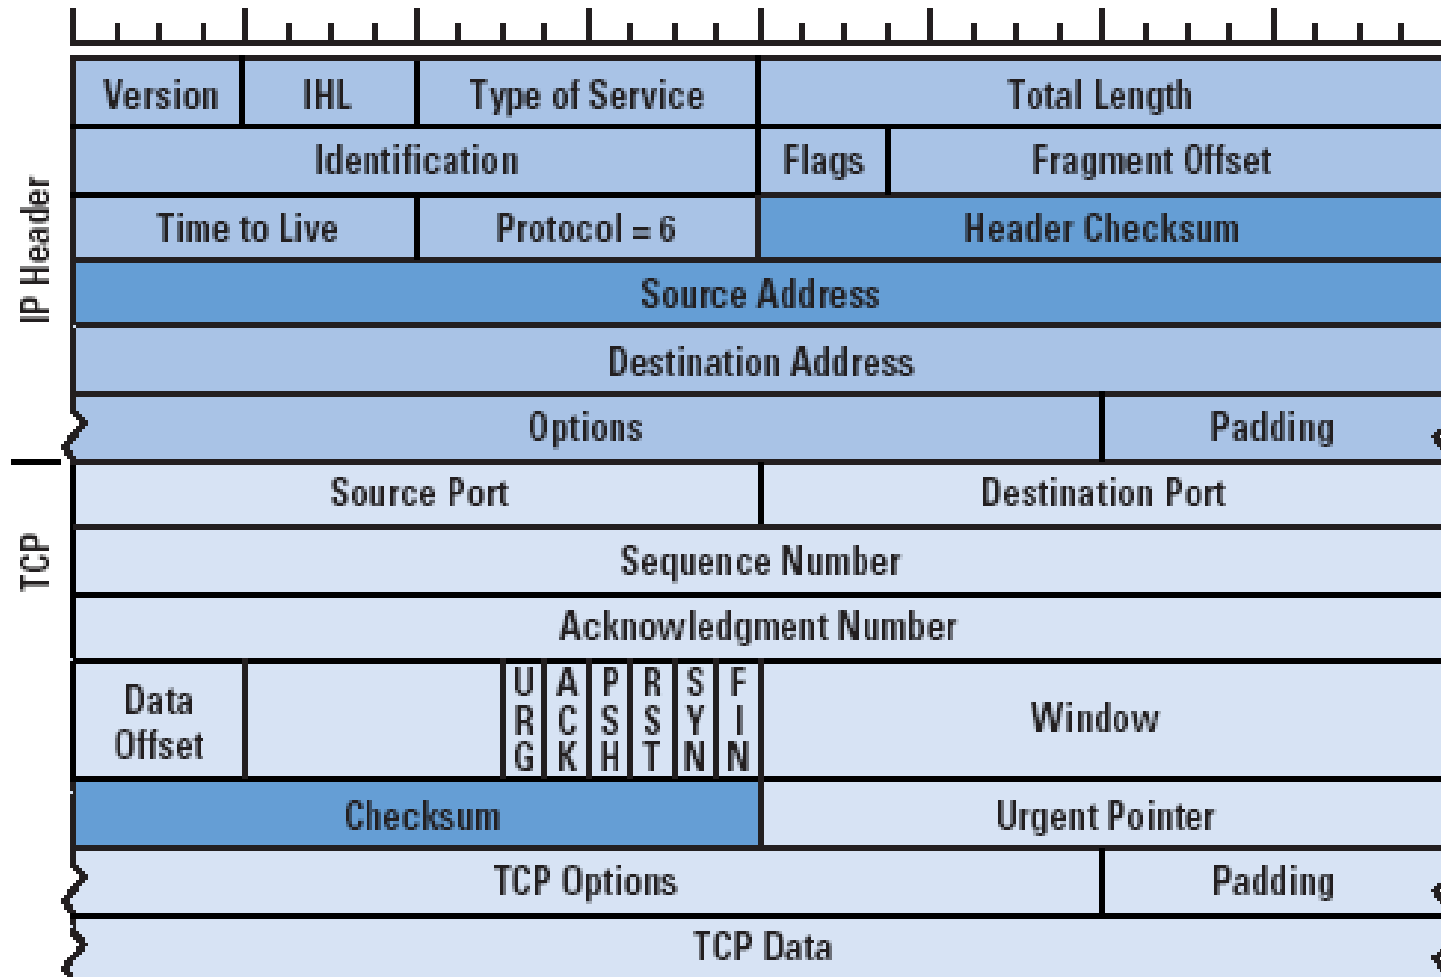 Version IHL Type of Service Total Length
Identification Flags Fragment Offset
Time to Live Protocol = 6 Header Checksum
IP Header
Source Address
Destination Address
Options Padding
Source Port Destination Port
TCP
Sequence Number
Acknowledgment Number
Data Offset URG ACK PSH RST SYN FIN Window
Checksum Urgent Pointer
TCP Options Padding
TCP Data